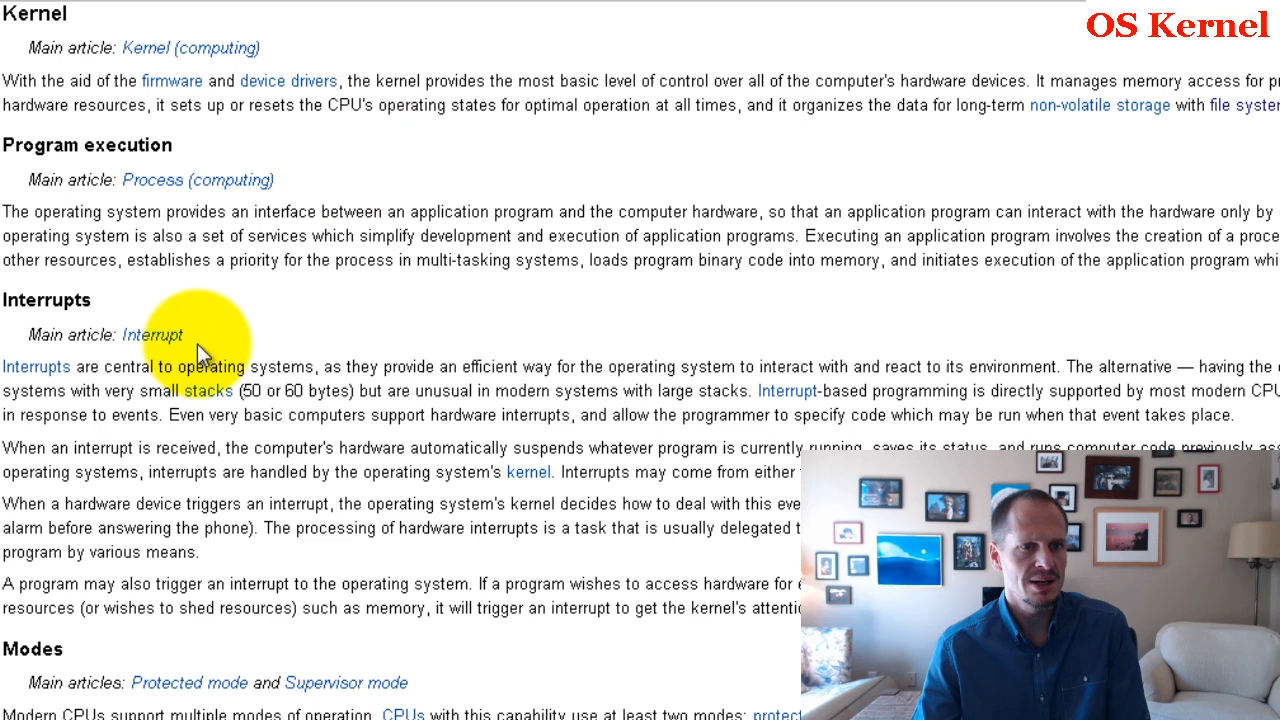 OS Kernel
Kernel
Main article: Kernel (computing)
With the aid of the firmware and device drivers, the kernel provides the most basic level of control over all of the computer's hardware devices. It manages memory access for
hardware resources, it sets up or resets the CPU's operating states for optimal operation at all times, and it organizes the data for long-term non-volatile storage with file
Program execution
Main article: Process (computing)
The operating system provides an interface between an application program and the computer hardware, so that an application program can interact with the hardware only by
operating system is also a set of services which simplify development and execution of application programs. Executing an application program involves the creation of a
other resources, establishes a priority for the process in multi-tasking systems, loads program binary code into memory, and initiates execution of the application program
Interrupts
Main article: Interrupt
Interrupts are central to operating systems, as they provide an efficient way for the operating system to interact with and react to its environment. The alternative — having the
systems with very small stacks (50 or 60 bytes) but are unusual in modern systems with large stacks. Interrupt-based programming is directly supported by most modern
in response to events. Even very basic computers support hardware interrupts, and allow the programmer to specify code which may be run when that event takes place.
When an interrupt is received, the computer's hardware automatically suspends whatever program is currently running, saves its status, and runs computer code previously
operating systems, interrupts are handled by the operating system's kernel. Interrupts may come from either
When a hardware device triggers an interrupt, the operating system's kernel decides how to deal with this
alarm before answering the phone). The processing of hardware interrupts is a task that is usually delegated
program by various means.
A program may also trigger an interrupt to the operating system. If a program wishes to access hardware for
resources (or wishes to shed resources) such as memory, it will trigger an interrupt to get the kernel's
Modes
Main articles: Protected mode and Supervisor mode
Modern CPUs support multiple modes of operation. CPUs with this capability use at least two modes: